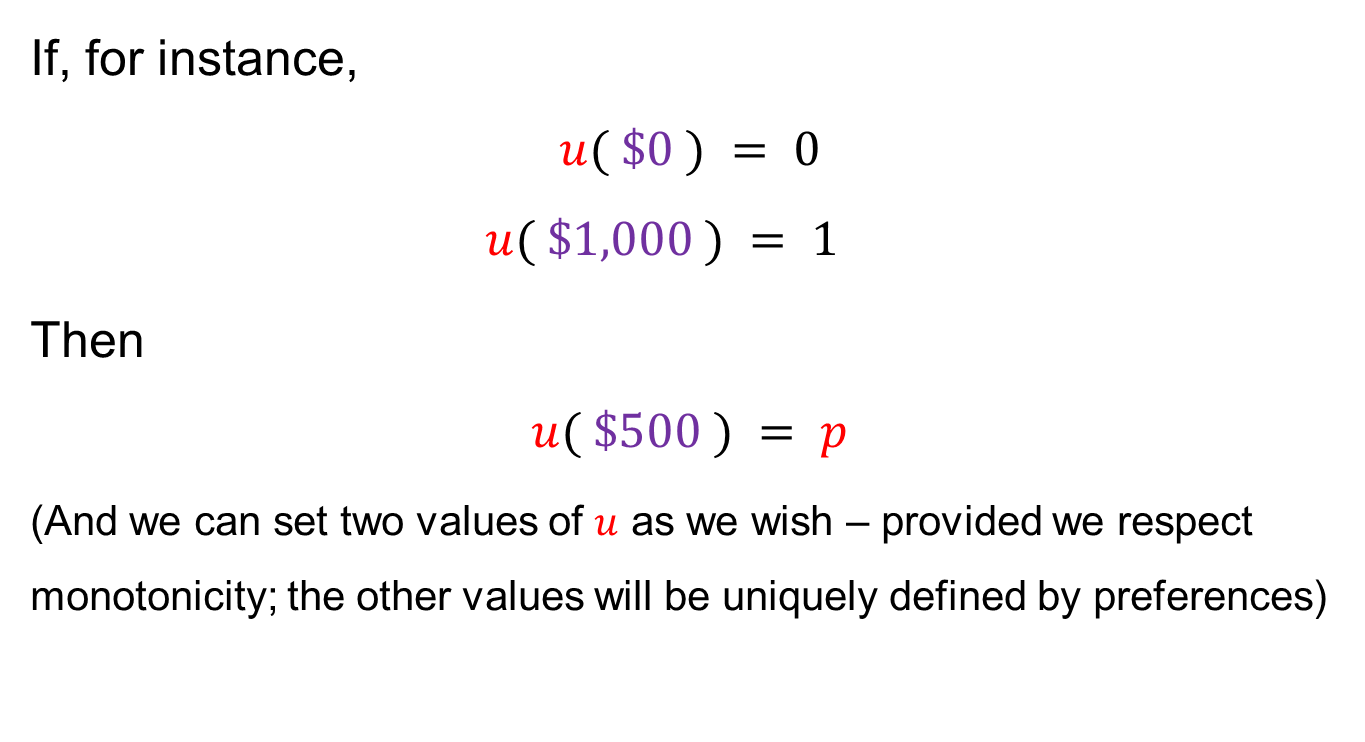 If, for instance,
u( $0 ) = 0
u( $1,000 ) = 1
Then
u( $500 ) = p
(And we can set two values of u as we wish – provided we respect
monotonicity; the other values will be uniquely defined by preferences)